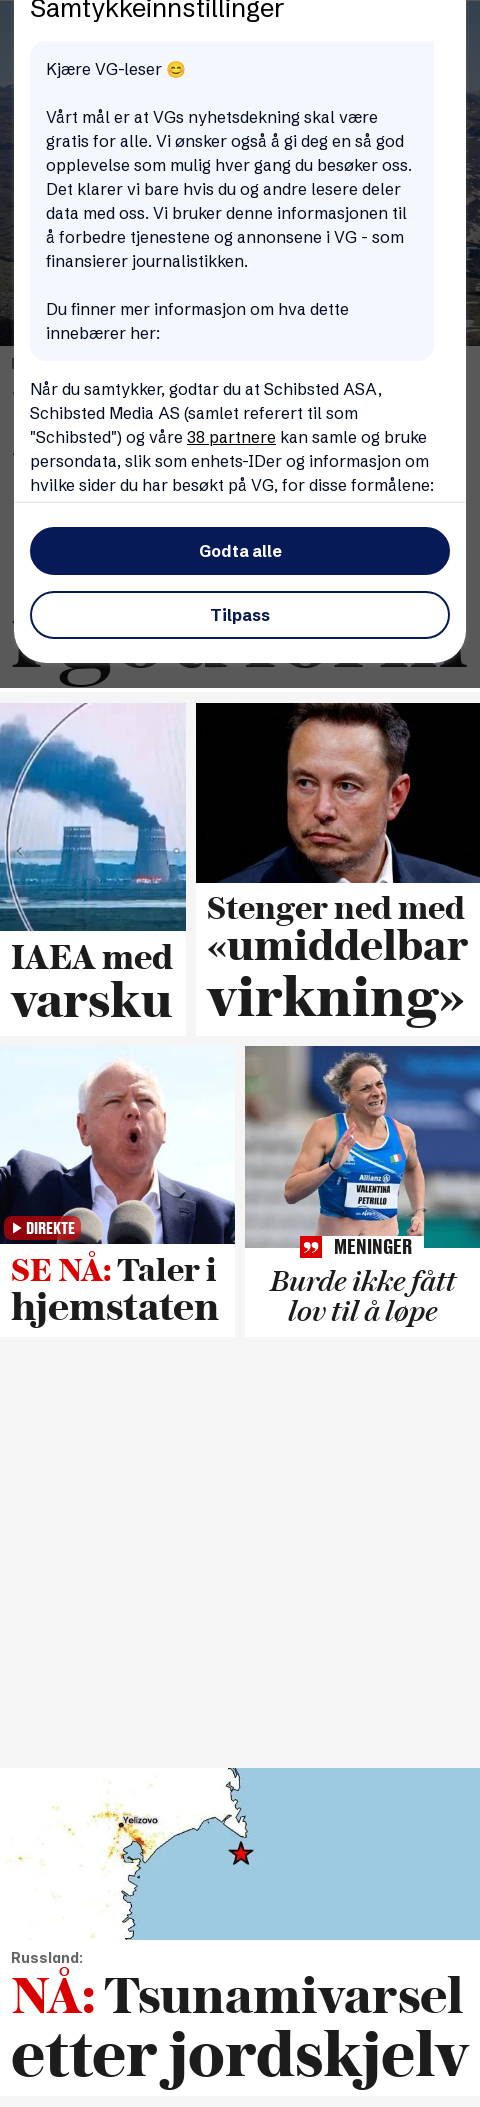 Samtykkeinnstillinger
Kjære VG-leser 😊
Vårt mål er at VGs nyhetsdekning skal være
gratis for alle. Vi ønsker også å gi deg en så god
opplevelse som mulig hver gang du besøker oss.
Det klarer vi bare hvis du og andre lesere deler
data med oss. Vi bruker denne informasjonen til
å forbedre tjenestene og annonsene i VG - som
finansierer journalistikken.
Du finner mer informasjon om hva dette
innebærer her:
Når du samtykker, godtar du at Schibsted ASA,
Schibsted Media AS (samlet referert til som
"Schibsted") og våre 38 partnere kan samle og bruke
persondata, slik som enhets-IDer og informasjon om
hvilke sider du har besøkt på VG, for disse formålene:
Godta alle
Tilpass
IAEA med
varsku
Stenger ned med
«umiddelbar
virkning»
DIREKTE
SE NÅ: Taler i
hjemstaten
Allianz
VALENTINA
PETRILLO
MENINGER
Burde ikke fått
lov til å løpe
Yelizovo
Russland:
NÅ: Tsunamivarsel
etter jordskjelv